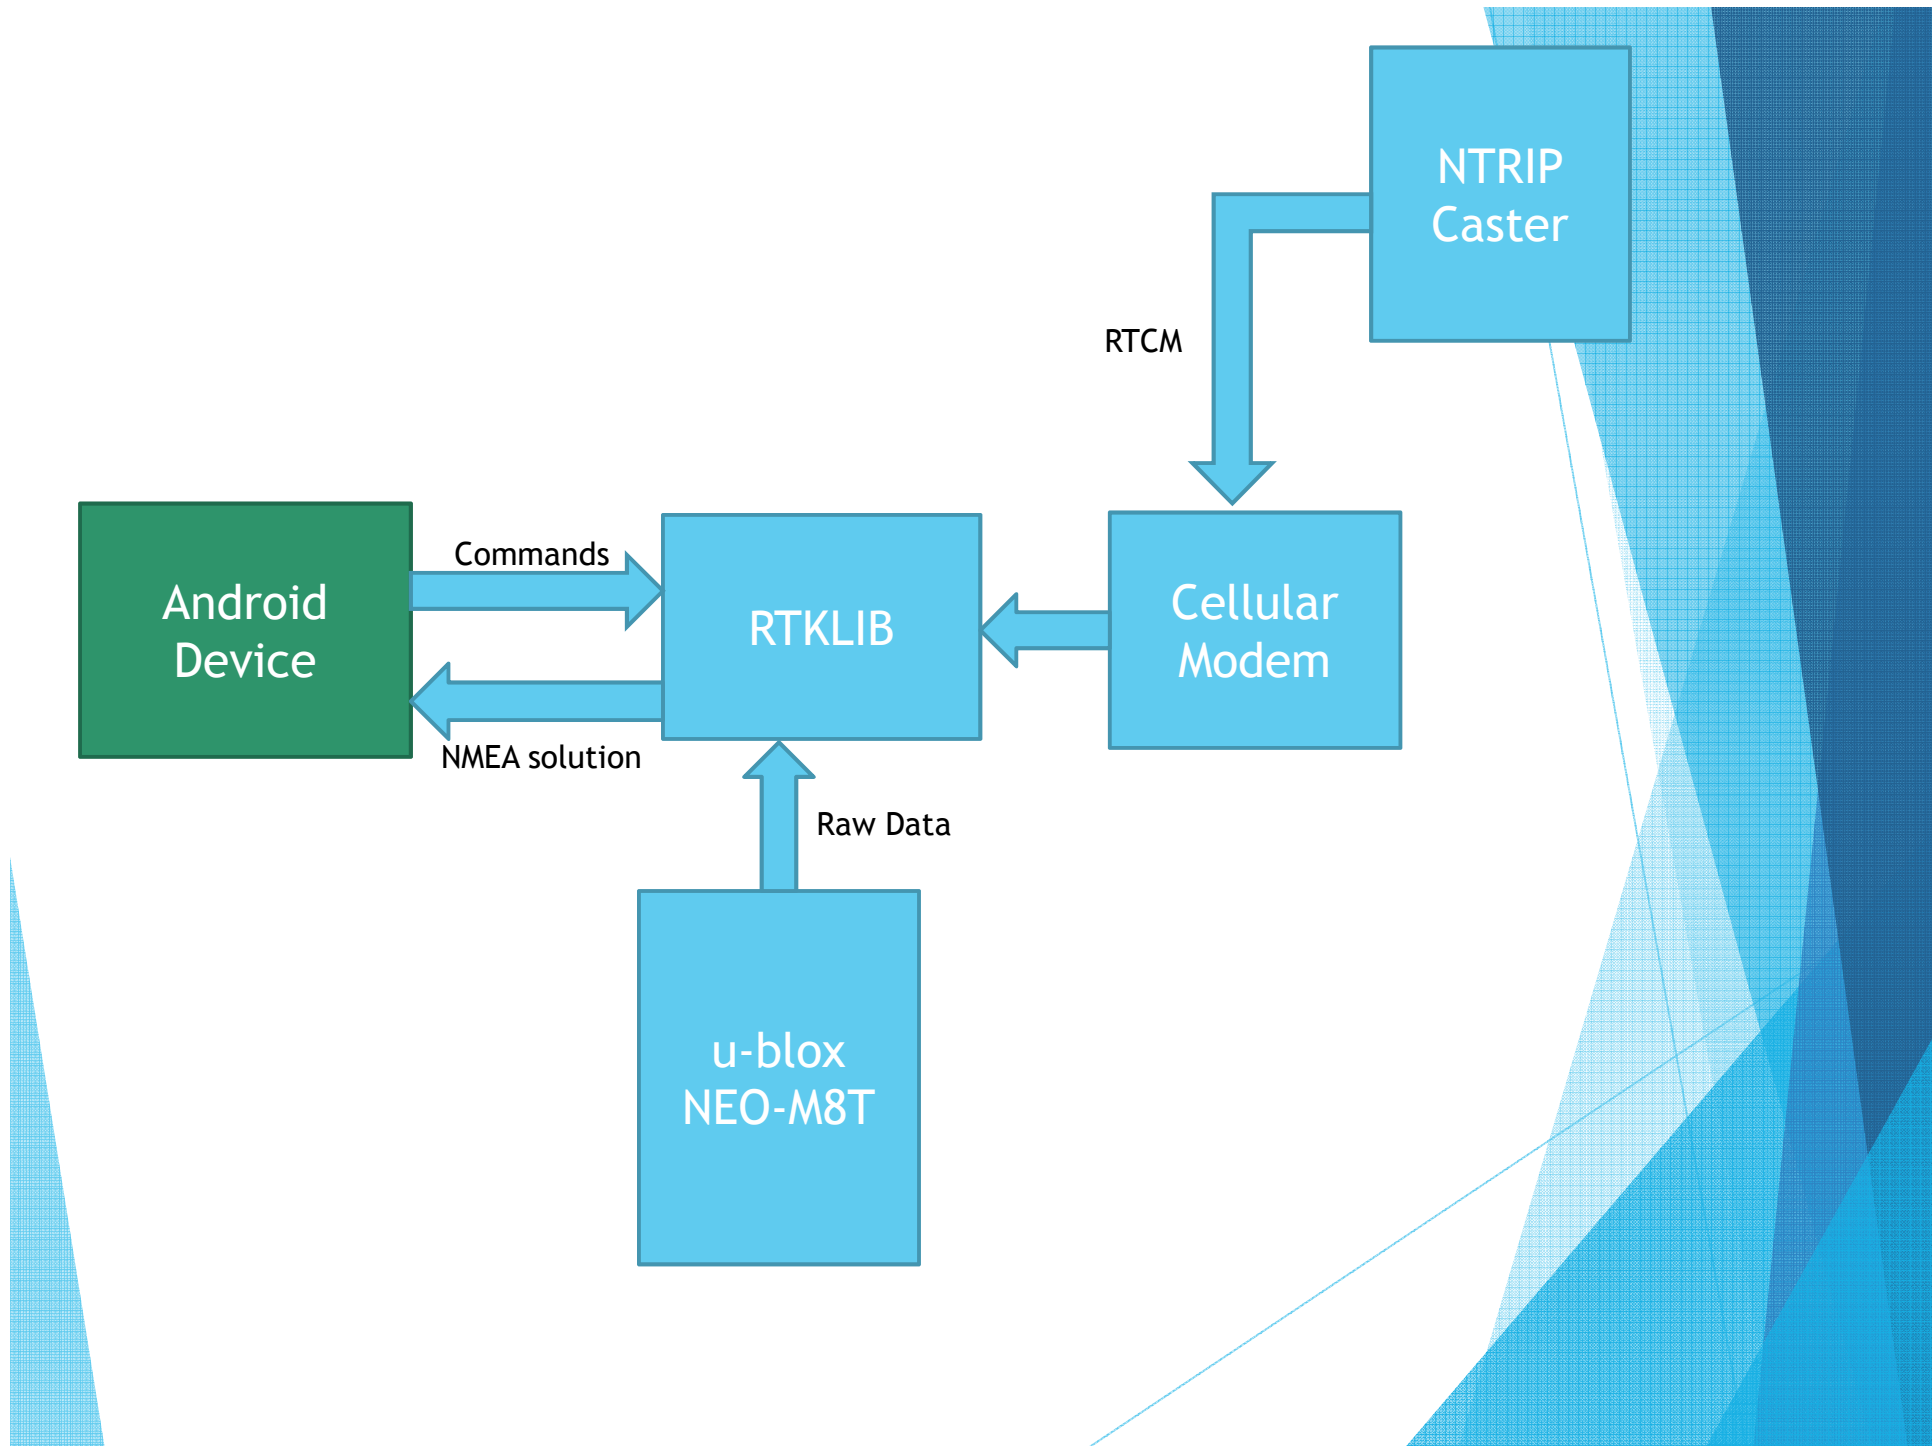 NTRIP
Caster
RTCM
Android
Device
Commands
NMEA solution
RTKLIB
Cellular
Modem
Raw Data
u-blox
NEO-M8T